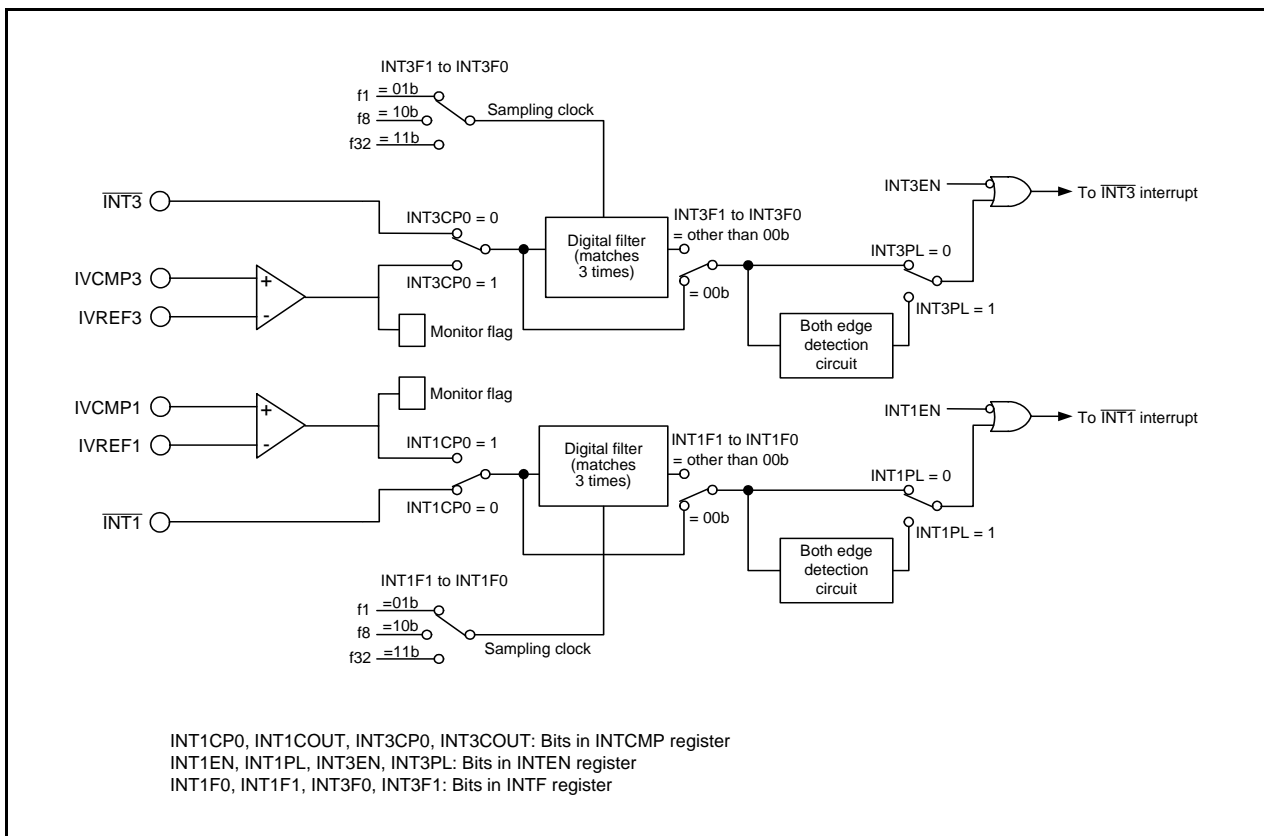 INT3F1 to INT3F0
f1 = 01b
f8 = 10b
f32 = 11b
Sampling clock
INT3
IVCMP3
IVREF3
+
-
INT3CP0 = 0
INT3CP0 = 1
Monitor flag
Digital filter
(matches
3 times)
INT3F1 to INT3F0
= other than 00b
= 00b
INT3PL = 0
INT3PL = 1
Both edge
detection
circuit
INT3EN
To INT3 interrupt
IVCMP1
IVREF1
+
-
Monitor flag
INT1CP0 = 1
INT1CP0 = 0
INT1
Digital filter
(matches
3 times)
INT1F1 to INT1F0
= other than 00b
= 00b
INT1PL = 0
INT1PL = 1
Both edge
detection
circuit
INT1EN
To INT1 interrupt
INT1F1 to INT1F0
f1 =01b
f8 =10b
f32 =11b
Sampling clock
INT1CP0, INT1COUT, INT3CP0, INT3COUT: Bits in INTCMP register
INT1EN, INT1PL, INT3EN, INT3PL: Bits in INTEN register
INT1F0, INT1F1, INT3F0, INT3F1: Bits in INTF register